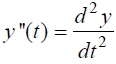 y"(t) = d²y/dt²